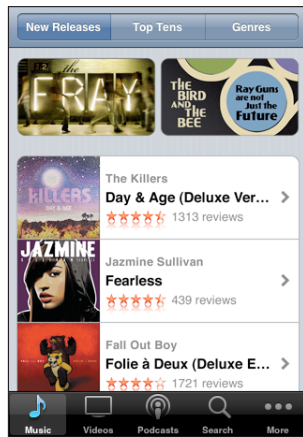 New Releases
Top Tens
Genres
the
FRAY
THE
BIRD
AND
THE
BEE
Ray Guns
are not
Just the
Future
The Killers
Day & Age (Deluxe Ver...
1313 reviews
KILLERS
DAY & AGE
Jazmine Sullivan
Fearless
439 reviews
JAZMINE
Fall Out Boy
Folie à Deux (Deluxe E...
1721 reviews
Music
Videos
Podcasts
Search
More